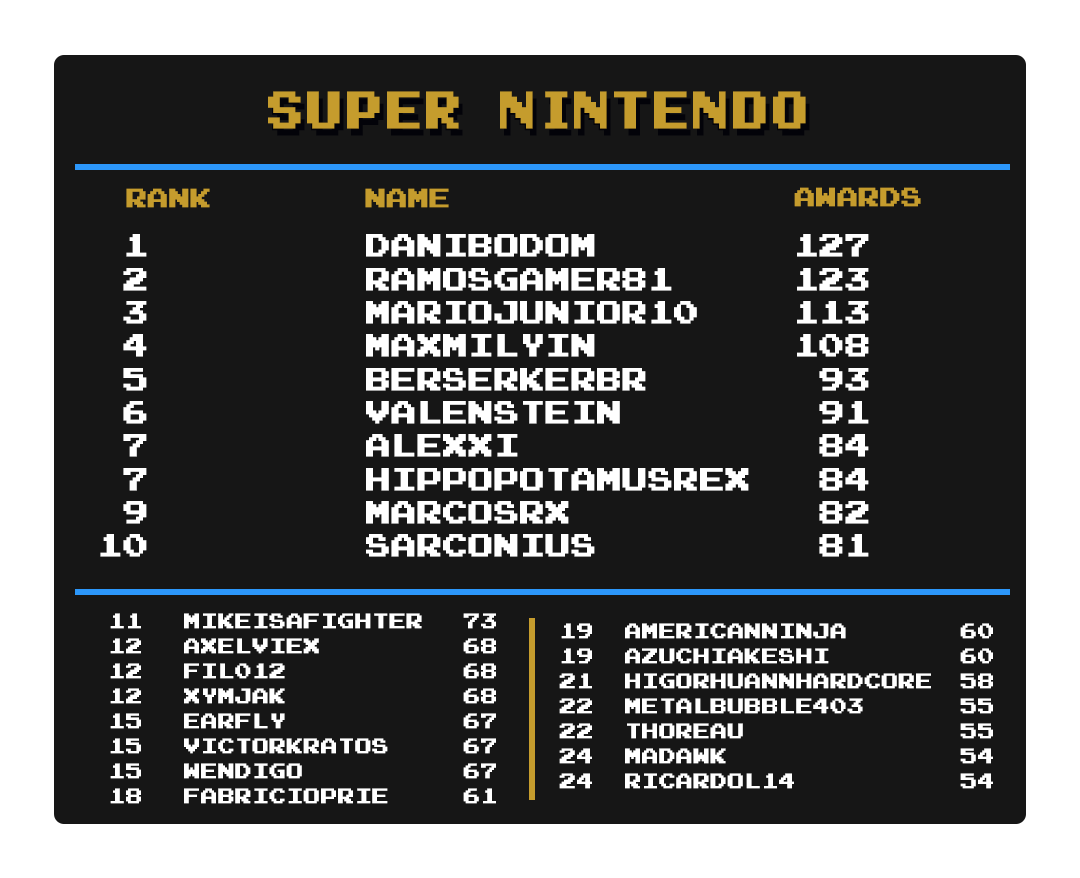 SUPER NINTENDO
RANK NAME AWARDS
1 DANIBODOM 127
2 RAMOSGAMER81 123
3 MARIOJUNIOR10 113
4 MAXMILYIN 108
5 BERSERKERBR 93
6 VALENSTEIN 91
7 ALEXXI 84
7 HIPPOPOTAMUSREX 84
9 MARCOSRX 82
10 SARCONIUS 81
11 MIKEISAFIGHTER 73
12 AXELVIEX 68
12 FILO12 68
12 XYMJAK 68
15 EARFLY 67
15 VICTORKRATOS 67
15 WENDIGO 67
18 FABRICIOPRIE 61
19 AMERICANNINJA 60
19 AZUCHIAKESHI 60
21 HIGORHUANNHARDCORE 58
22 METALBUBBLE403 55
22 THOREAU 55
24 MADAWK 54
24 RICARDOL14 54